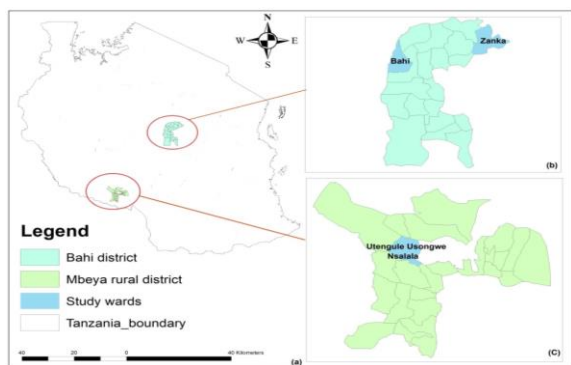 N
W E
S
Legend
Bahi district
Mbeya rural district
Study wards
Tanzania_boundary
40 20 0 40 Kilometers
(a)
Bahi
Zanka
(b)
Utengule Usongwe
Nsalala
(C)